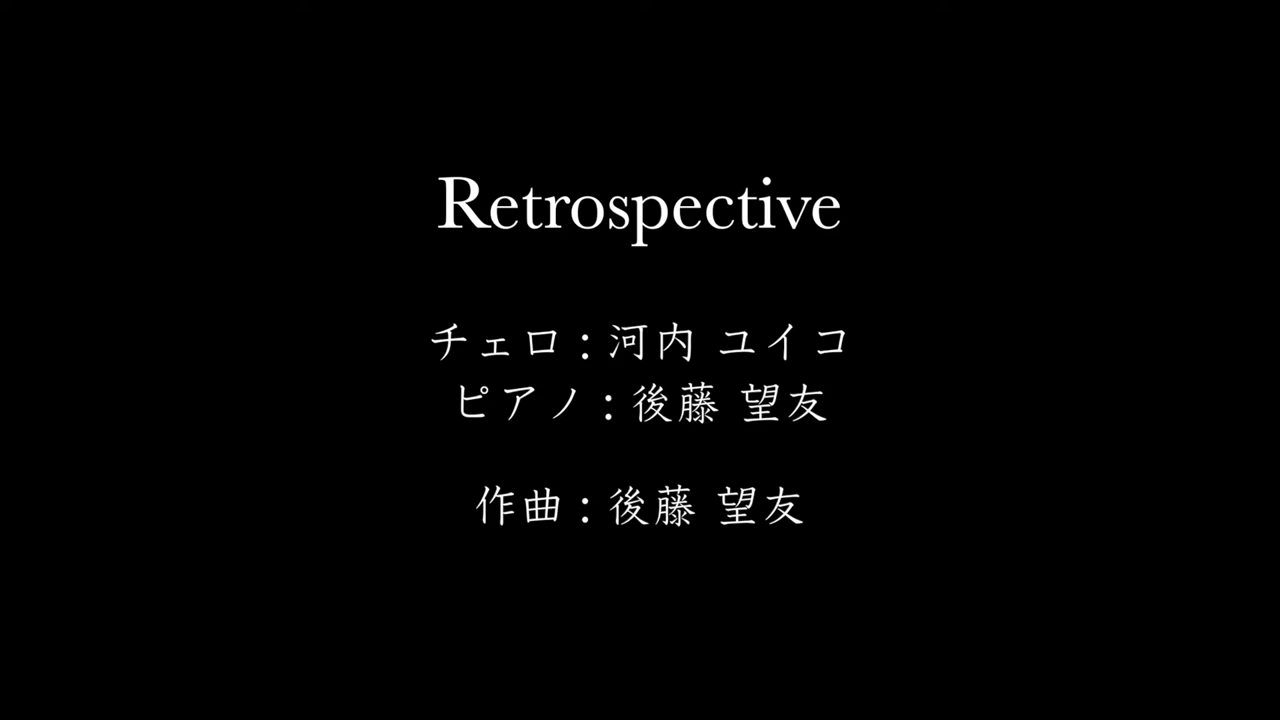 Retrospective
チェロ : 河内 ユイコ
ピアノ : 後藤 望友
作曲 : 後藤 望友